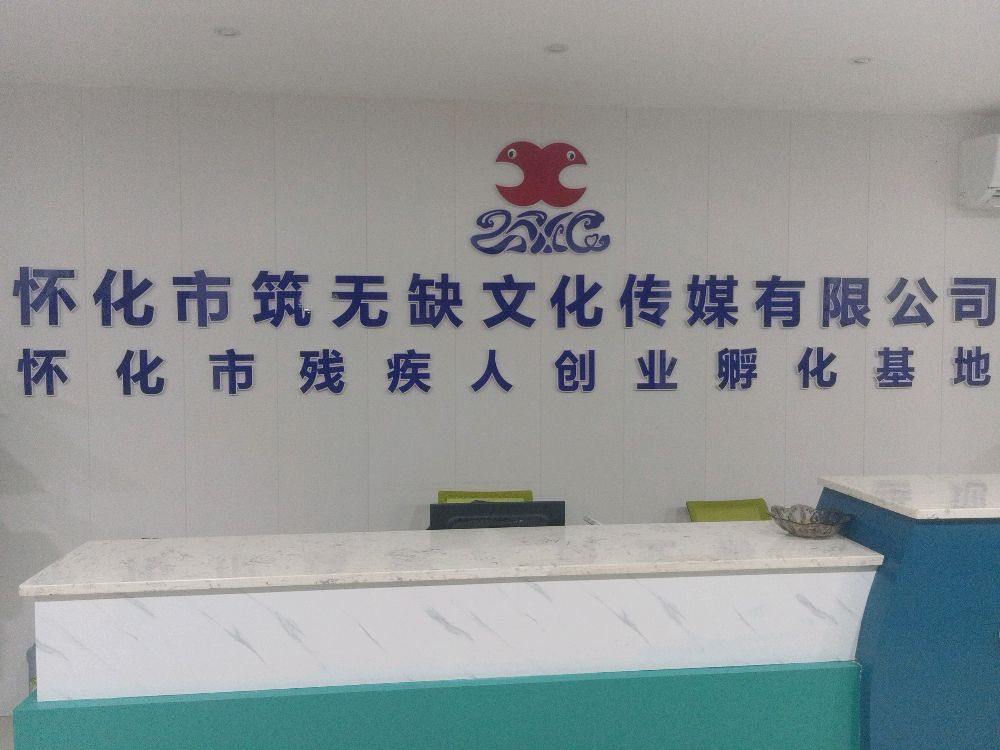 怀化市筑无缺文化传媒有限公司
怀化市残疾人创业孵化基地